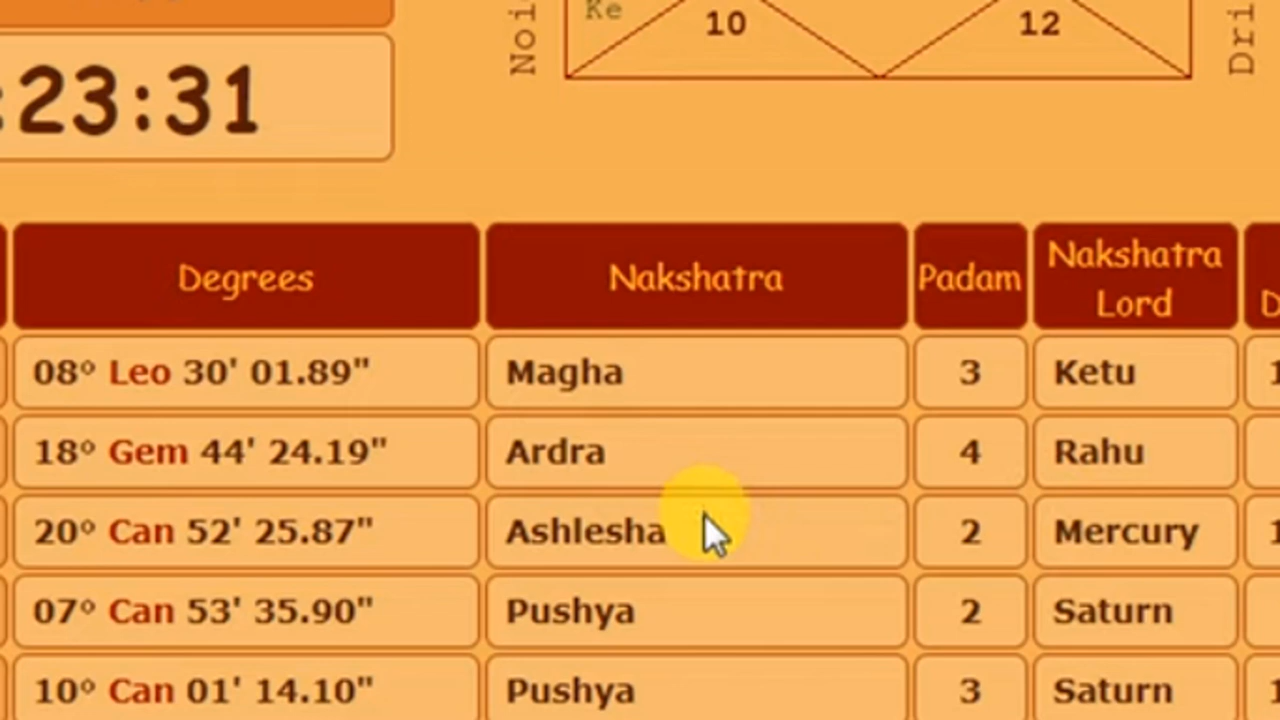 Ke
10
12
:23:31
Degrees
Nakshatra
Padam
Nakshatra
Lord
08° Leo 30' 01.89" Magha 3 Ketu
18° Gem 44' 24.19" Ardra 4 Rahu
20° Can 52' 25.87" Ashlesha 2 Mercury
07° Can 53' 35.90" Pushya 2 Saturn
10° Can 01' 14.10" Pushya 3 Saturn